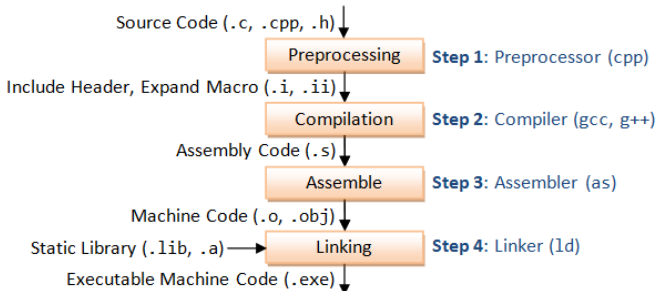 Source Code (.c, .cpp, .h)
Preprocessing
Step 1: Preprocessor (cpp)
Include Header, Expand Macro (.i, .ii)
Compilation
Step 2: Compiler (gcc, g++)
Assembly Code (.s)
Assemble
Step 3: Assembler (as)
Machine Code (.o, .obj)
Static Library (.lib, .a)
Linking
Step 4: Linker (ld)
Executable Machine Code (.exe)